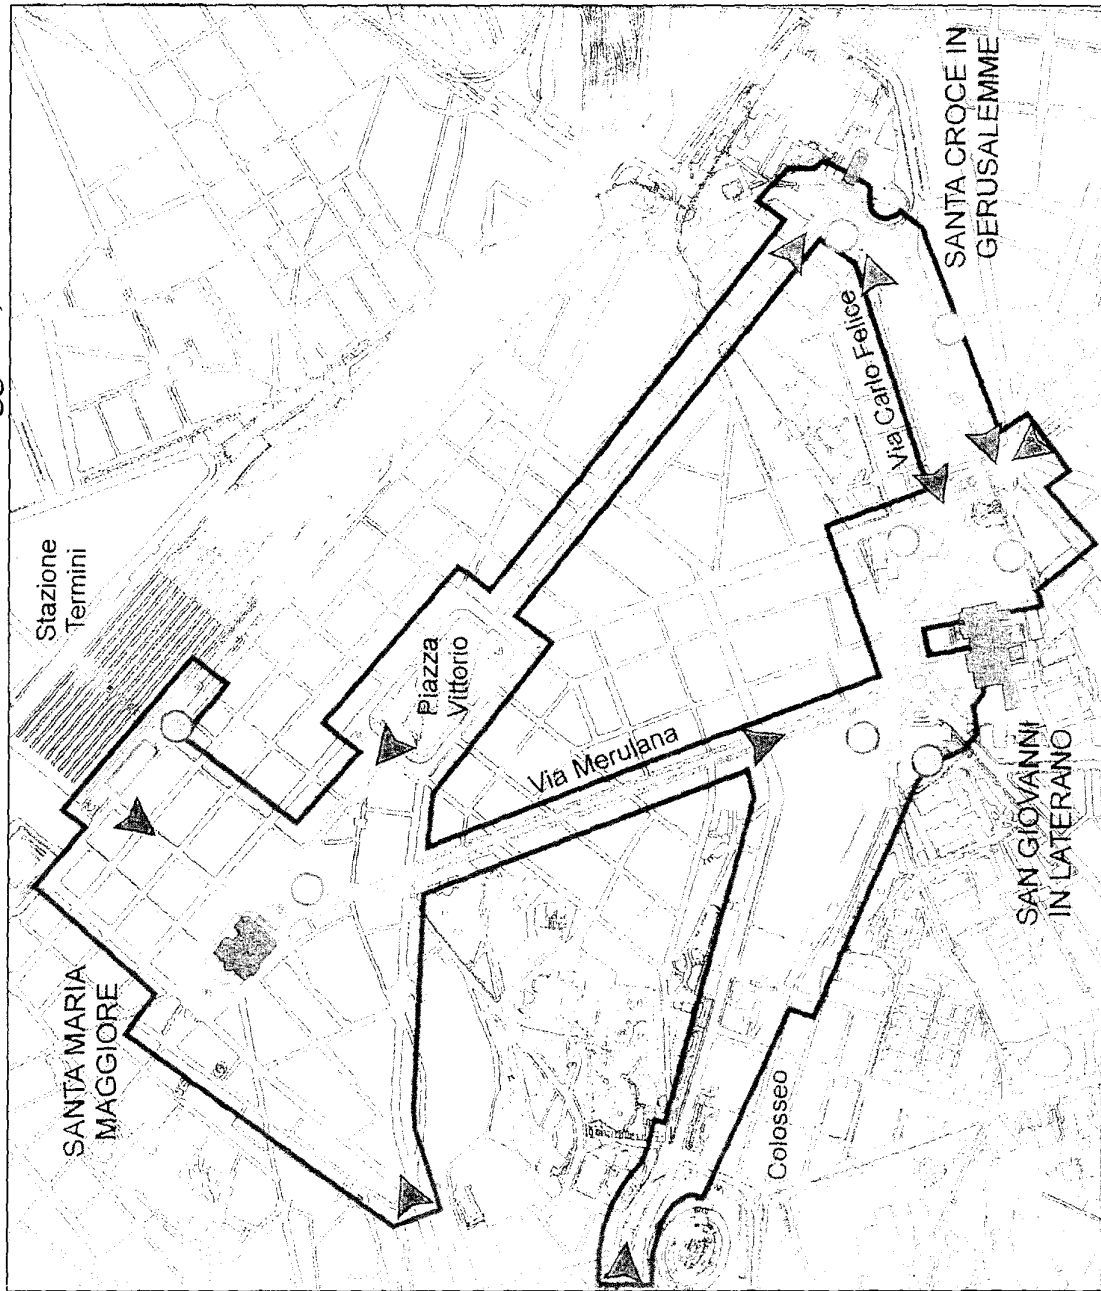 Stazione
Termini
SANTA MARIA
MAGGIORE
Piazza
Vittorio
Via Merulana
Via Carlo Felice
SANTA CROCE IN
GERUSALEMME
Colosseo
SAN GIOVANNI
IN LATERANO